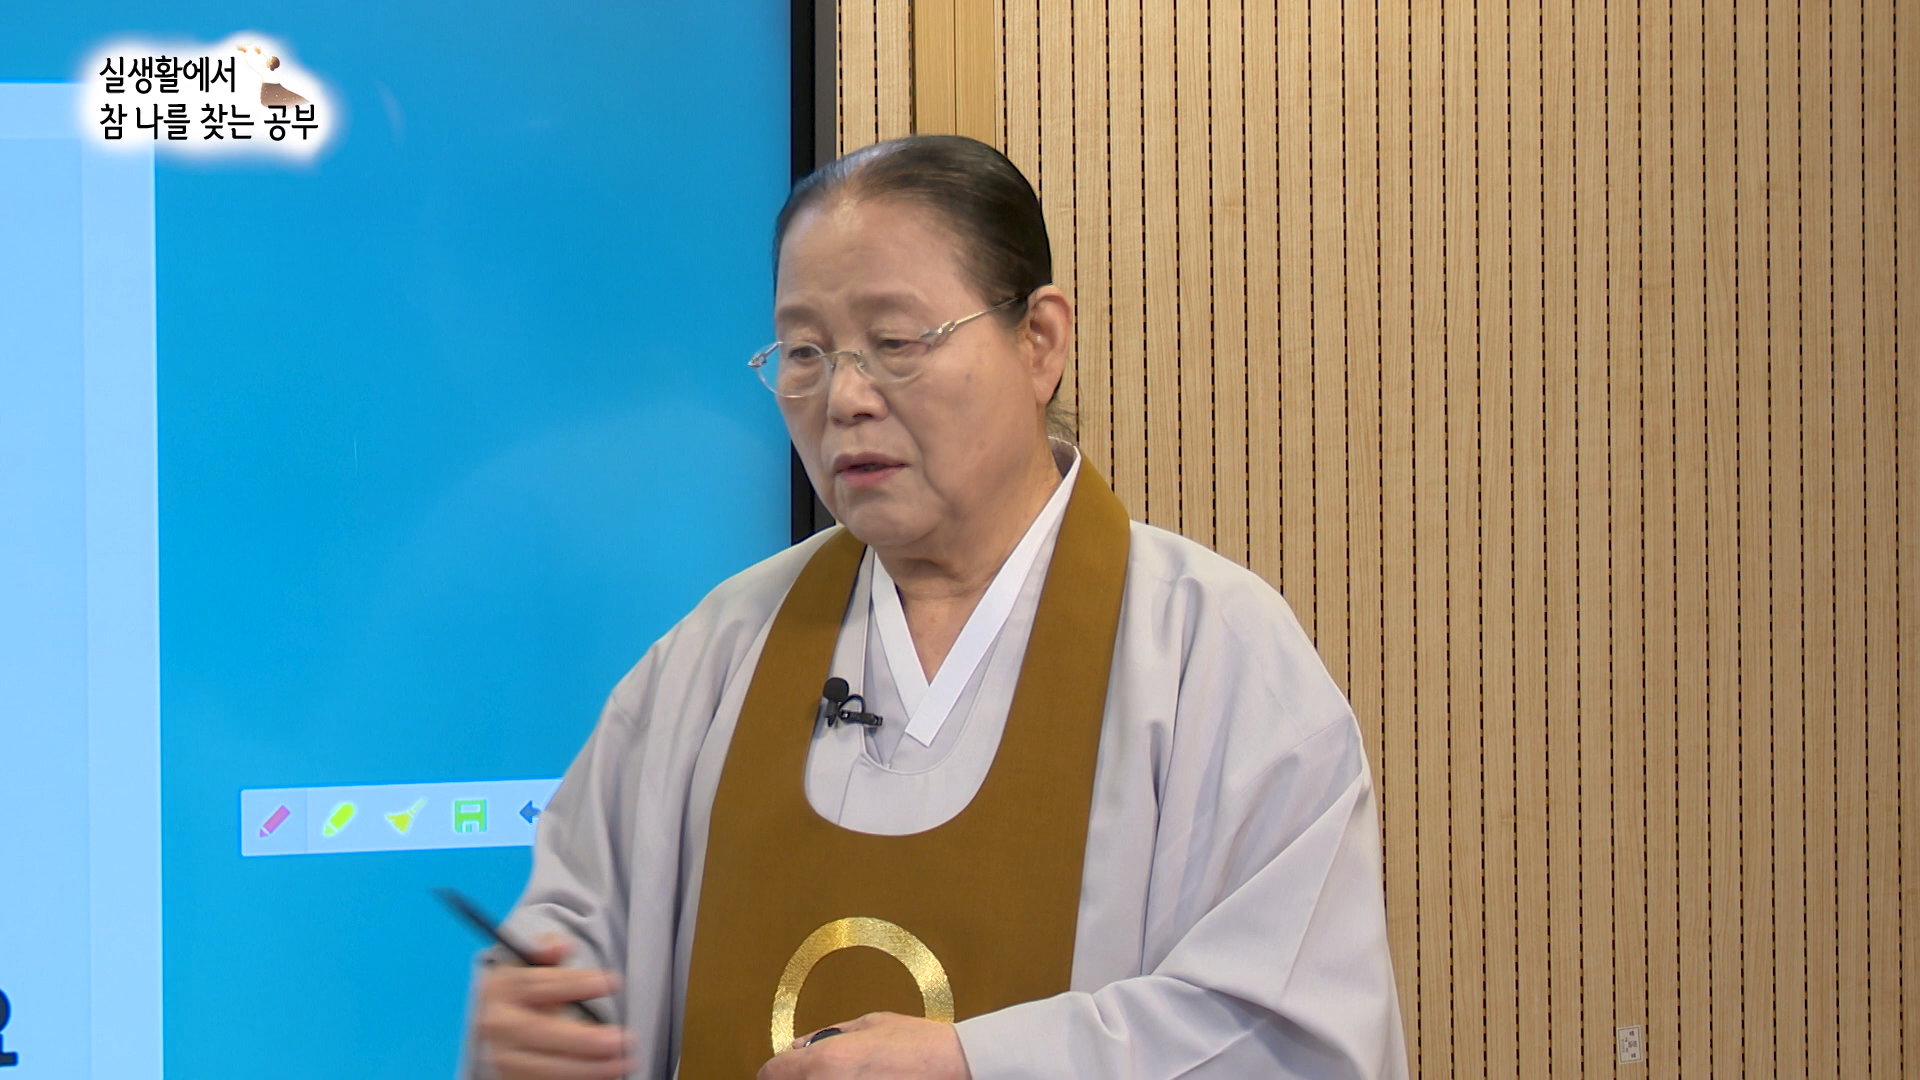 실생활에서
참 나를 찾는 공부